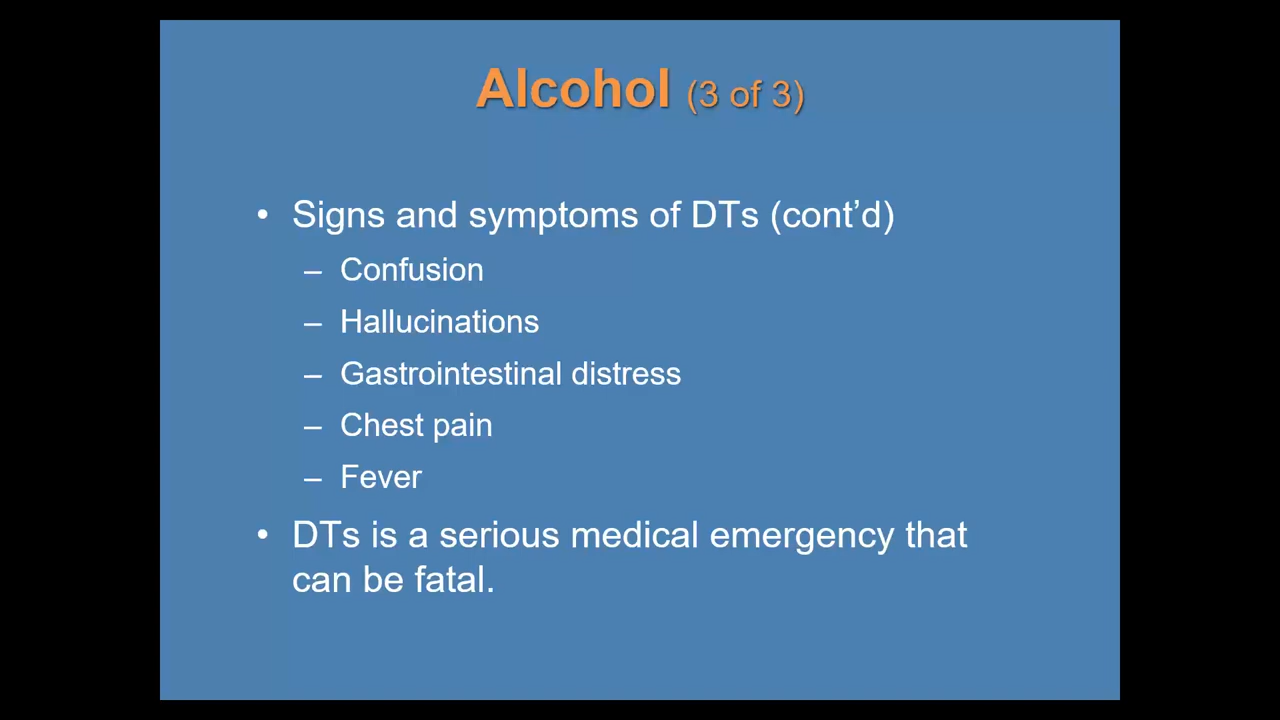 Alcohol (3 of 3)
• Signs and symptoms of DTs (cont’d)
– Confusion
– Hallucinations
– Gastrointestinal distress
– Chest pain
– Fever
• DTs is a serious medical emergency that
can be fatal.